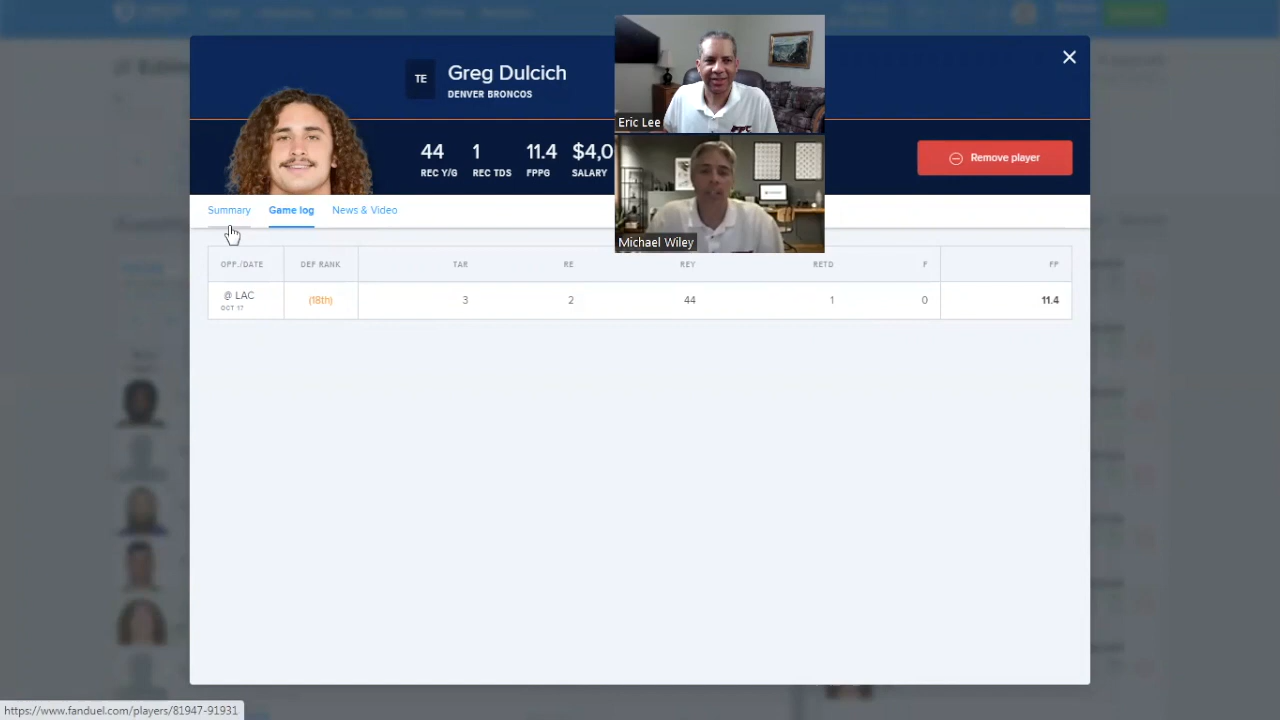 TE
Greg Dulcich
DENVER BRONCOS
44
REC Y/G
1
REC TDS
11.4
FPPG
$4,0
SALARY
Remove player
Eric Lee
Michael Wiley
Summary
Game log
News & Video
OPP./DATE
DEF RANK
TAR
RE
REY
RETD
F
FP
@ LAC
OCT 17
(18th)
3
2
44
1
0
11.4
https://www.fanduel.com/players/81947-91931